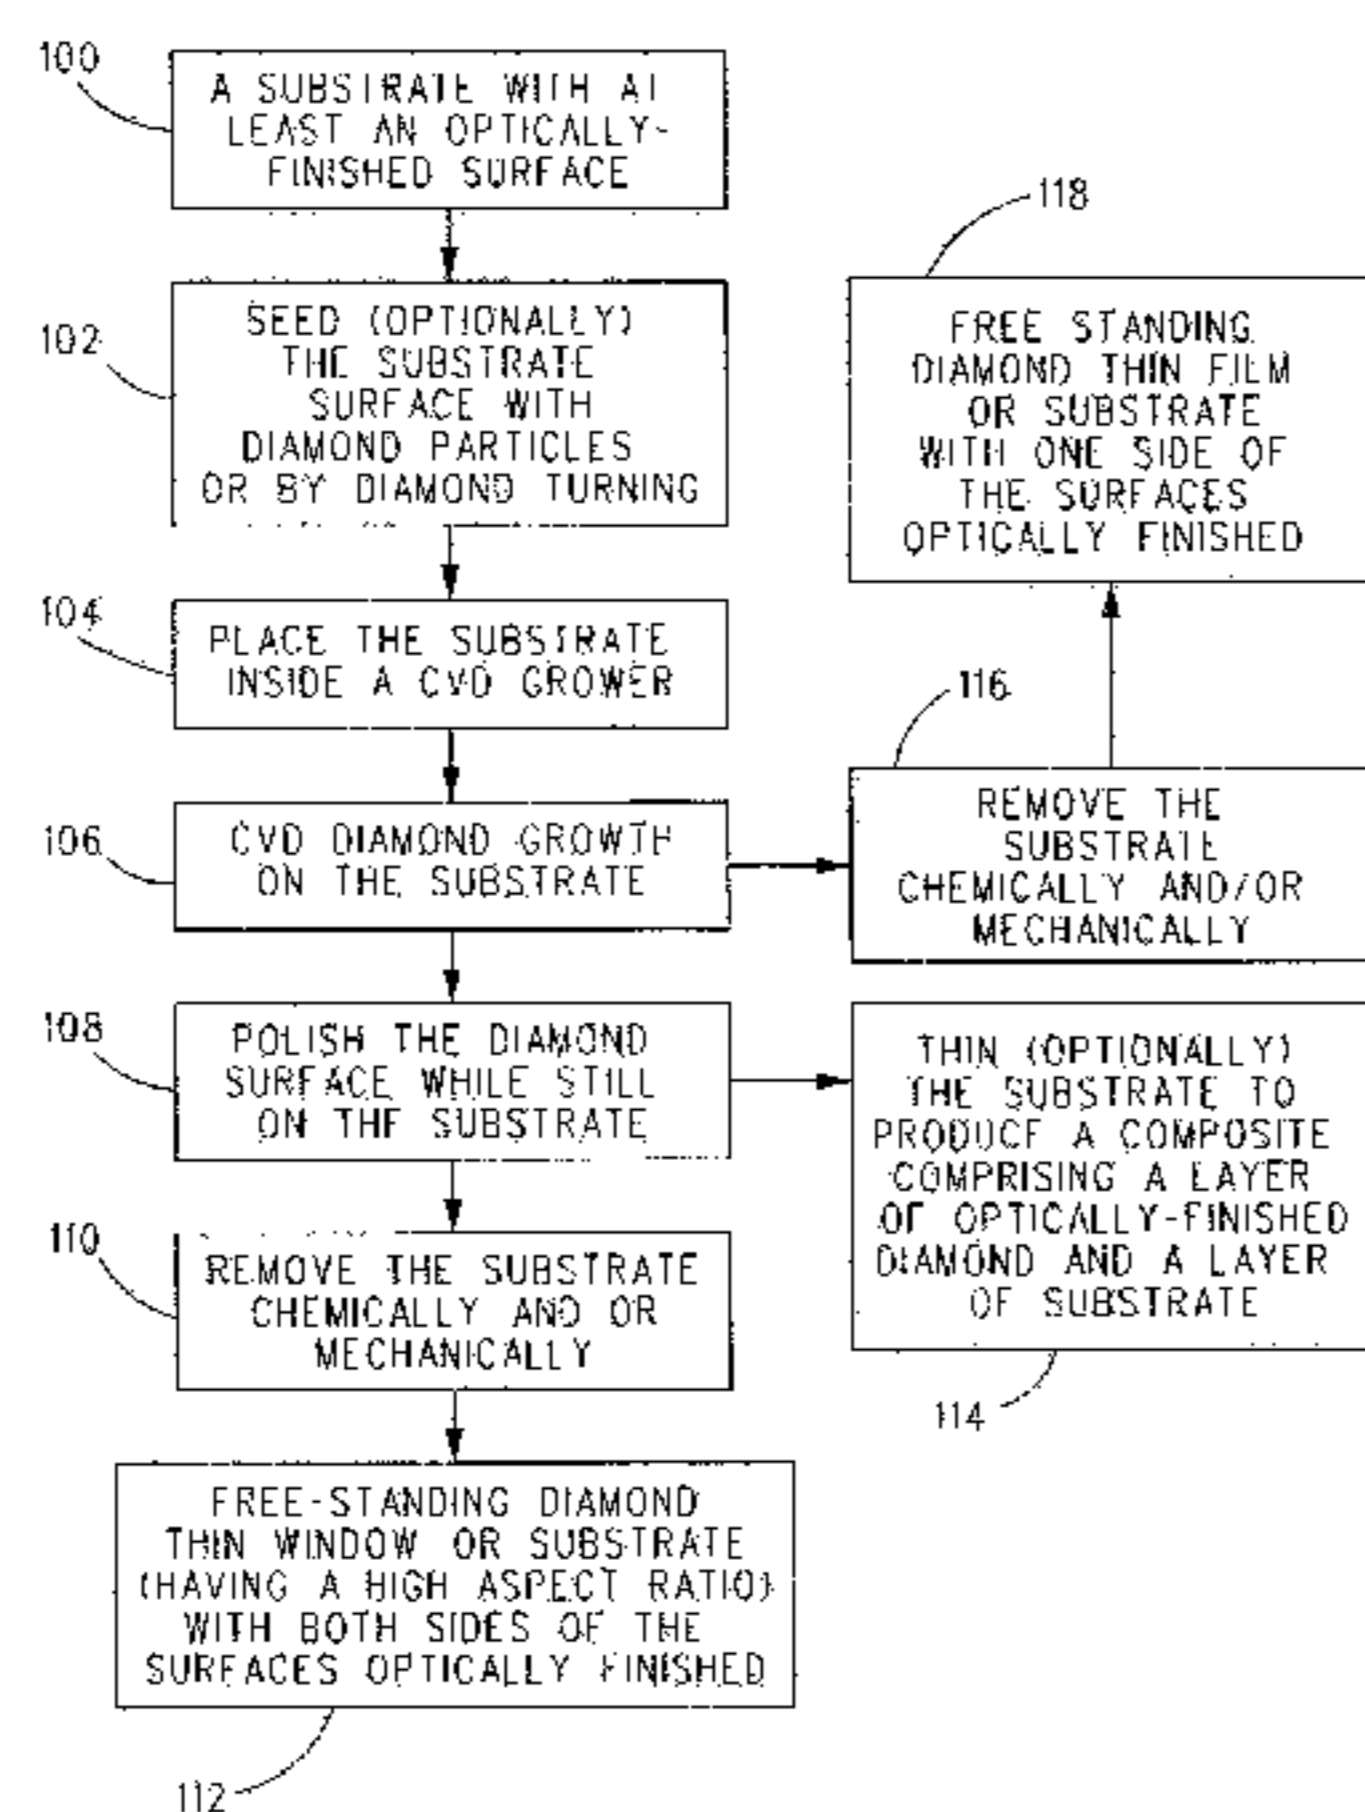 100
A SUBSTRATE WITH AT
LEAST AN OPTICALLY-
FINISHED SURFACE
102
SEED (OPTIONALLY)
THE SUBSTRATE
SURFACE WITH
DIAMOND PARTICLES
OR BY DIAMOND TURNING
104
PLACE THE SUBSTRATE
INSIDE A CVD GROWER
106
CVD DIAMOND GROWTH
ON THE SUBSTRATE
108
POLISH THE DIAMOND
SURFACE WHILE STILL
ON THE SUBSTRATE
110
REMOVE THE SUBSTRATE
CHEMICALLY AND OR
MECHANICALLY
FREE-STANDING DIAMOND
THIN WINDOW OR SUBSTRATE
(HAVING A HIGH ASPECT RATIO)
WITH BOTH SIDES OF THE
SURFACES OPTICALLY FINISHED
112
118
FREE STANDING
DIAMOND THIN FILM
OR SUBSTRATE
WITH ONE SIDE OF
THE SURFACES
OPTICALLY FINISHED
116
REMOVE THE
SUBSTRATE
CHEMICALLY AND/OR
MECHANICALLY
THIN (OPTIONALLY)
THE SUBSTRATE TO
PRODUCE A COMPOSITE
COMPRISING A LAYER
OF OPTICALLY-FINISHED
DIAMOND AND A LAYER
OF SUBSTRATE
114